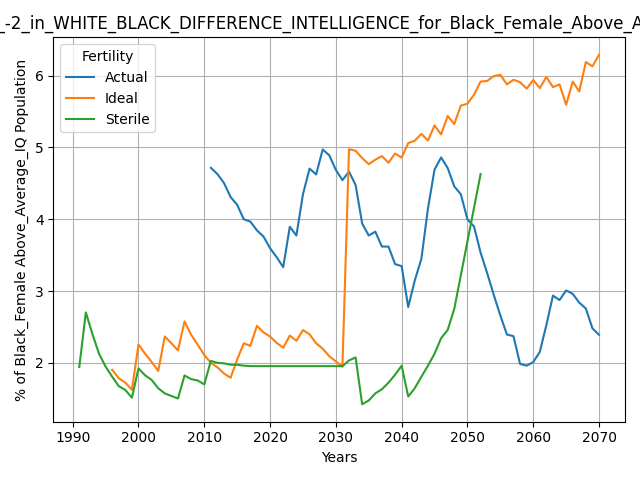 _-2_in_WHITE_BLACK_DIFFERENCE_INTELLIGENCE_for_Black_Female_Above_A
Fertility
Actual
Ideal
Sterile
% of Black_Female Above_Average_IQ Population
6
5
4
3
2
1990 2000 2010 2020 2030 2040 2050 2060 2070
Years